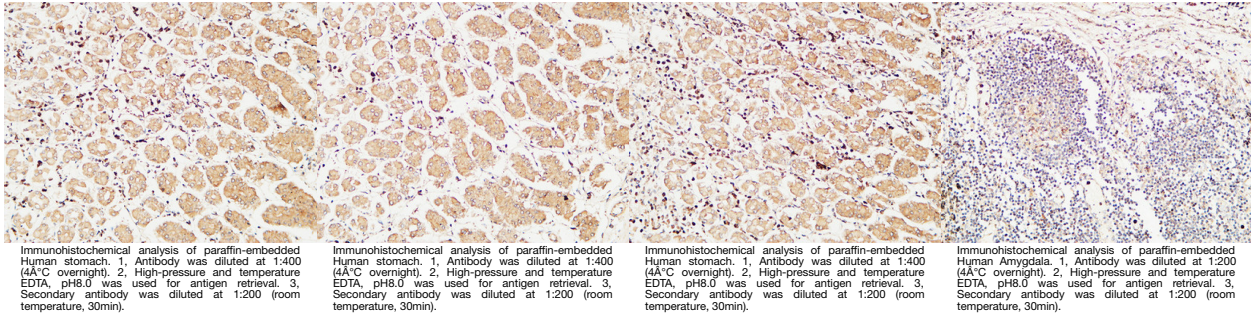 Immunohistochemical analysis of paraffin-embedded
Human stomach. 1, Antibody was diluted at 1:400
(4Â°C overnight). 2, High-pressure and temperature
EDTA, pH8.0 was used for antigen retrieval. 3,
Secondary antibody was diluted at 1:200 (room
temperature, 30min).
Immunohistochemical analysis of paraffin-embedded
Human stomach. 1, Antibody was diluted at 1:400
(4Â°C overnight). 2, High-pressure and temperature
EDTA, pH8.0 was used for antigen retrieval. 3,
Secondary antibody was diluted at 1:200 (room
temperature, 30min).
Immunohistochemical analysis of paraffin-embedded
Human stomach. 1, Antibody was diluted at 1:400
(4Â°C overnight). 2, High-pressure and temperature
EDTA, pH8.0 was used for antigen retrieval. 3,
Secondary antibody was diluted at 1:200 (room
temperature, 30min).
Immunohistochemical analysis of paraffin-embedded
Human Amygdala. 1, Antibody was diluted at 1:200
(4Â°C overnight). 2, High-pressure and temperature
EDTA, pH8.0 was used for antigen retrieval. 3,
Secondary antibody was diluted at 1:200 (room
temperature, 30min).